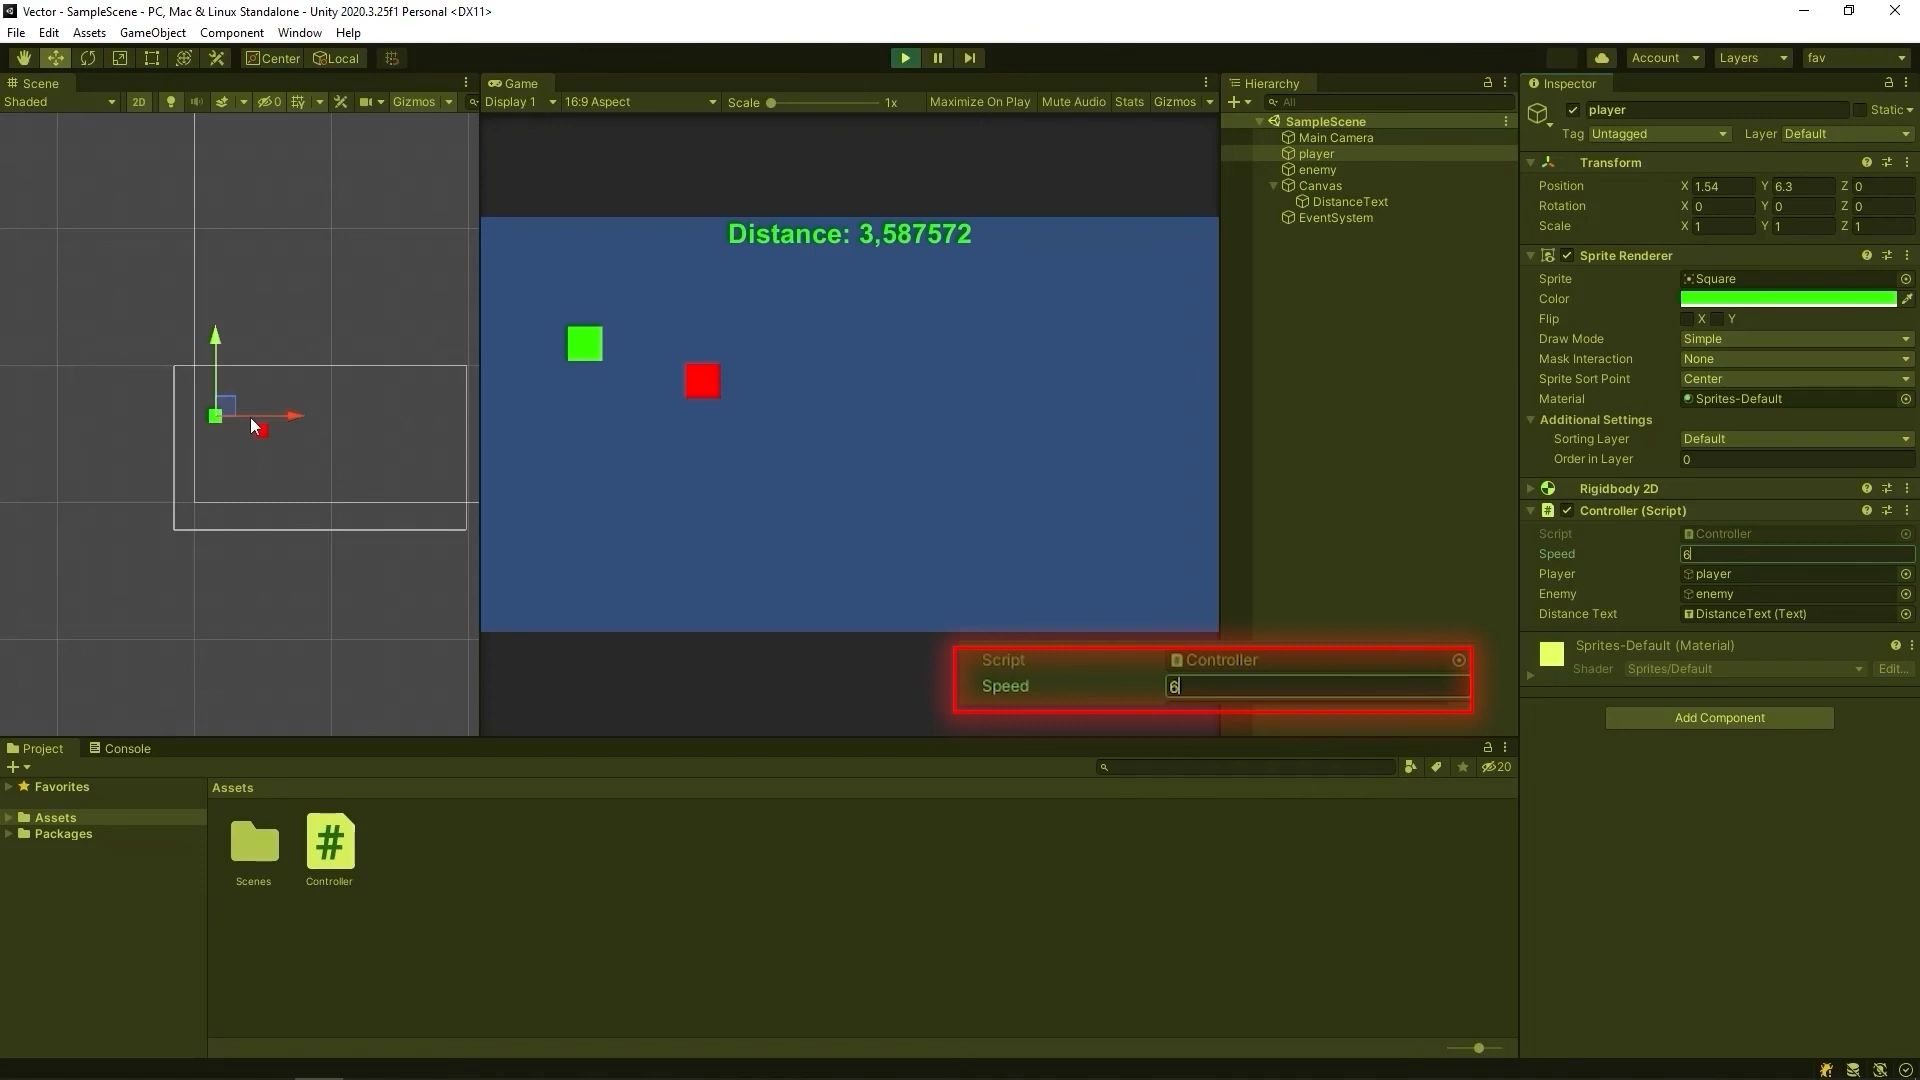 Vector - SampleScene - PC, Mac & Linux Standalone - Unity 2020.3.25f1 Personal <DX11>
File Edit Assets GameObject Component Window Help
Center Local
Account Layers fav
Scene
Shaded 2D 0 Gizmos
Game
Display 1 16:9 Aspect Scale 1x Maximize On Play Mute Audio Stats Gizmos
Distance: 3,587572
Hierarchy
All
SampleScene
Main Camera
player
enemy
Canvas
DistanceText
EventSystem
Script Controller
Speed 6
Inspector
player Static
Tag Untagged Layer Default
Transform
Position X 1.54 Y 6.3 Z 0
Rotation X 0 Y 0 Z 0
Scale X 1 Y 1 Z 1
Sprite Renderer
Sprite Square
Color
Flip X Y
Draw Mode Simple
Mask Interaction None
Sprite Sort Point Center
Material Sprites-Default
Additional Settings
Sorting Layer Default
Order in Layer 0
Rigidbody 2D
# Controller (Script)
Script Controller
Speed 6
Player player
Enemy enemy
Distance Text DistanceText (Text)
Sprites-Default (Material)
Shader Sprites/Default Edit...
Add Component
Project Console
20
Favorites
Assets
Packages
Assets
Scenes
#
Controller